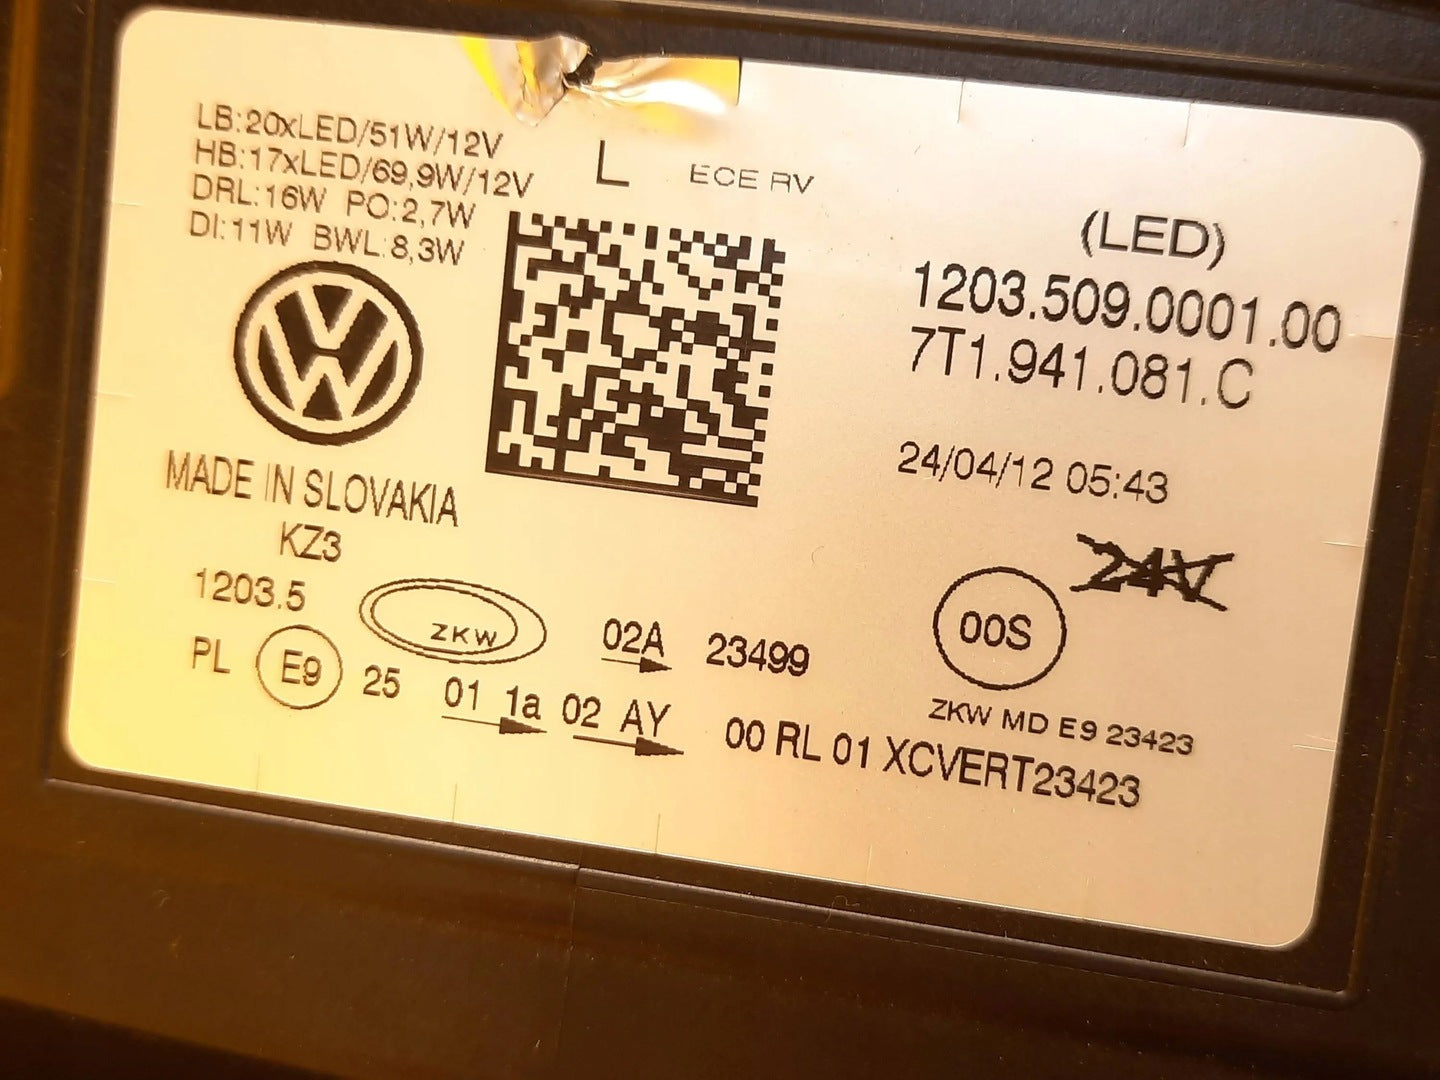 LB:20xLED/51W/12V
HB:17xLED/69,9W/12V
DRL:16W PO:2,7W
DI:11W BWL:8,3W
L ECE RV
(LED)
1203.509.0001.00
7T1.941.081.C
24/04/12 05:43
MADE IN SLOVAKIA
KZ3
1203.5
ZKW
02A 23499
00S
24V
PL E9 25 01 1a 02 AY
ZKW MD E9 23423
00 RL 01 XCVERT23423